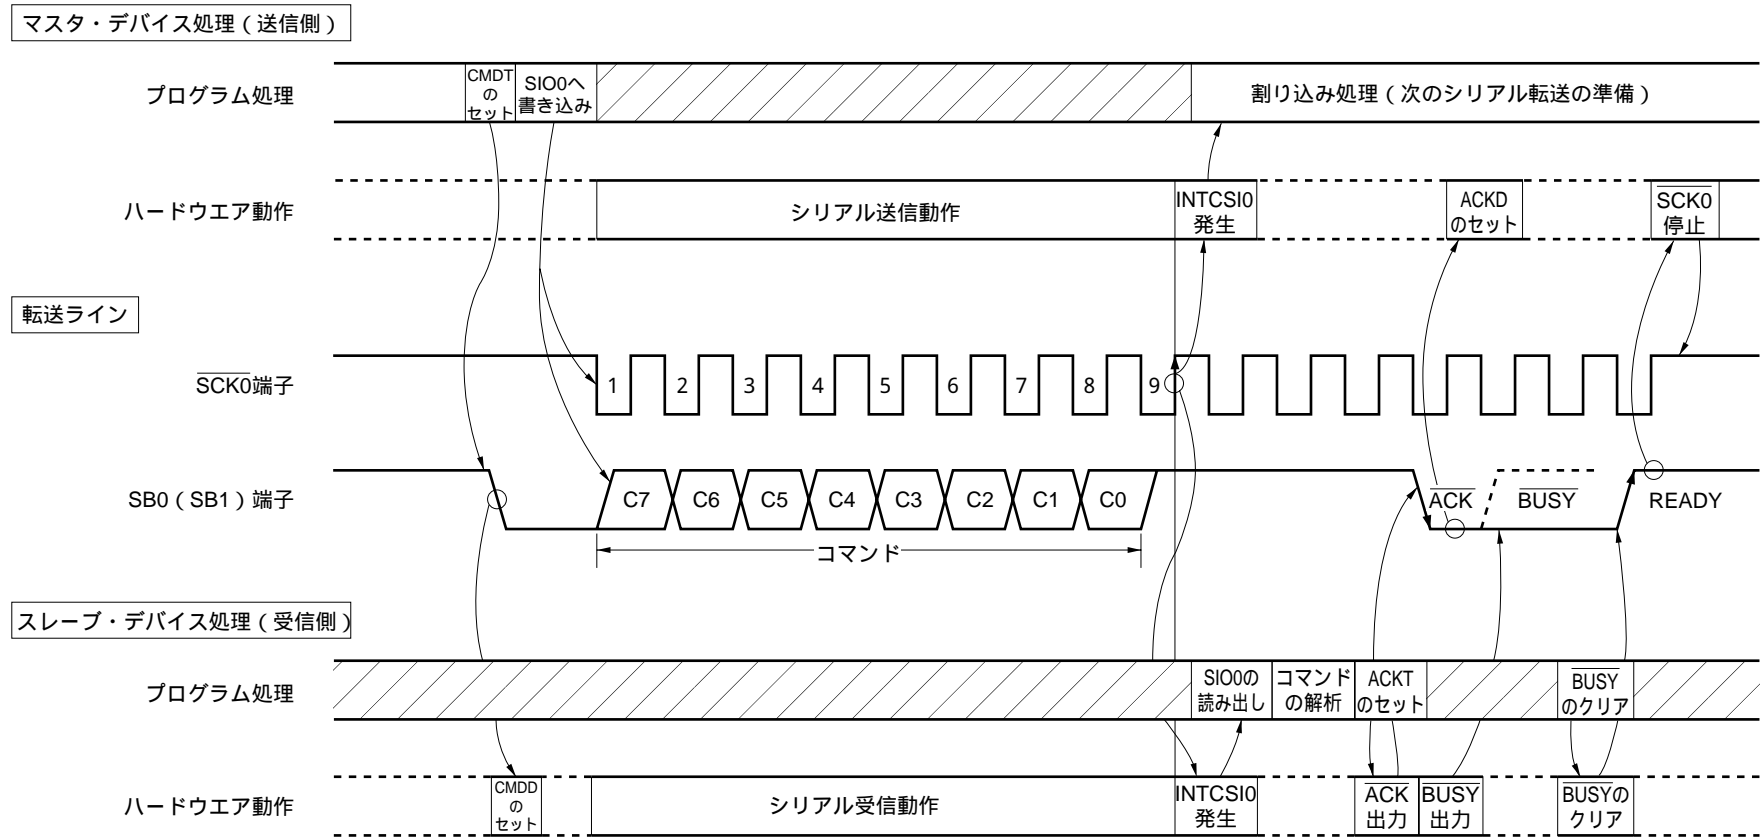 マスタ・デバイス処理(送信側)
プログラム処理
CMDT
の
セット
SIO0へ
書き込み
割り込み処理(次のシリアル転送の準備)
ハードウエア動作
シリアル送信動作
INTCSI0
発生
ACKD
のセット
SCK0
停止
転送ライン
SCK0端子
1 2 3 4 5 6 7 8 9
SB0(SB1)端子
C7 C6 C5 C4 C3 C2 C1 C0
ACK
BUSY
READY
コマンド
スレーブ・デバイス処理(受信側)
プログラム処理
SIO0の
読み出し
コマンド
の解析
ACKT
のセット
BUSY
のクリア
ハードウエア動作
CMDD
の
セット
シリアル受信動作
INTCSI0
発生
ACK
出力
BUSY
出力
BUSYの
クリア